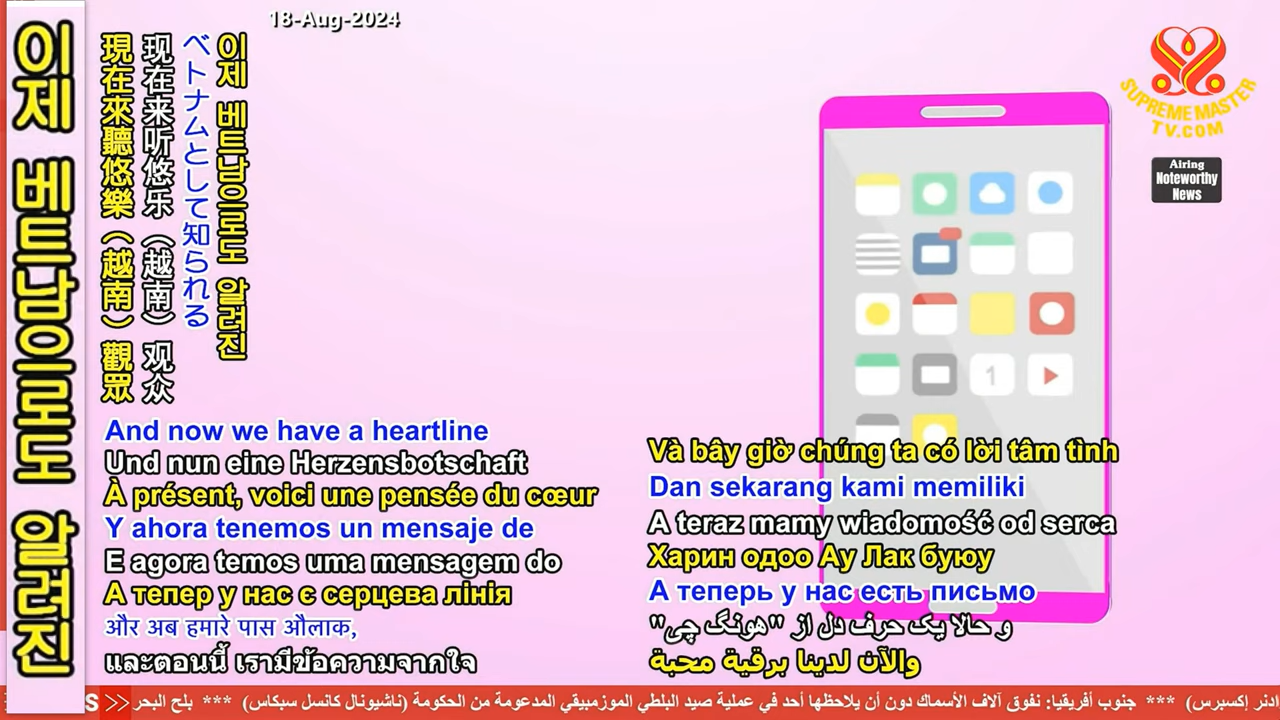 18-Aug-2024
이제 베트남으로도 알려진
現在來聽悠樂（越南）觀眾
现在来听悠乐（越南）观众
ベトナムとして知られる
이제 베트남으로도 알려진
SUPREME MASTER
TV.COM
Airing
Noteworthy
News
1
And now we have a heartline
Und nun eine Herzensbotschaft
À présent, voici une pensée du cœur
Y ahora tenemos un mensaje de
E agora temos uma mensagem do
А тепер у нас є серцева лінія
और अब हमारे पास औलाक,
และตอนนี้ เรามีข้อความจากใจ
Và bây giờ chúng ta có lời tâm tình
Dan sekarang kami memiliki
A teraz mamy wiadomość od serca
Харин одоо Ау Лак буюу
А теперь у нас есть письмо
و حالا یک حرف دل از "هونگ چی"
والآن لدينا برقية محبة
S >> ادنر إكسبرس) *** جنوب أفريقيا: نفوق آلاف الأسماك دون أن يلاحظها أحد في عملية صيد البلطي الموزمبيقي المدعومة من الحكومة (ناشيونال كانسل سبكاس) *** بلح البحر